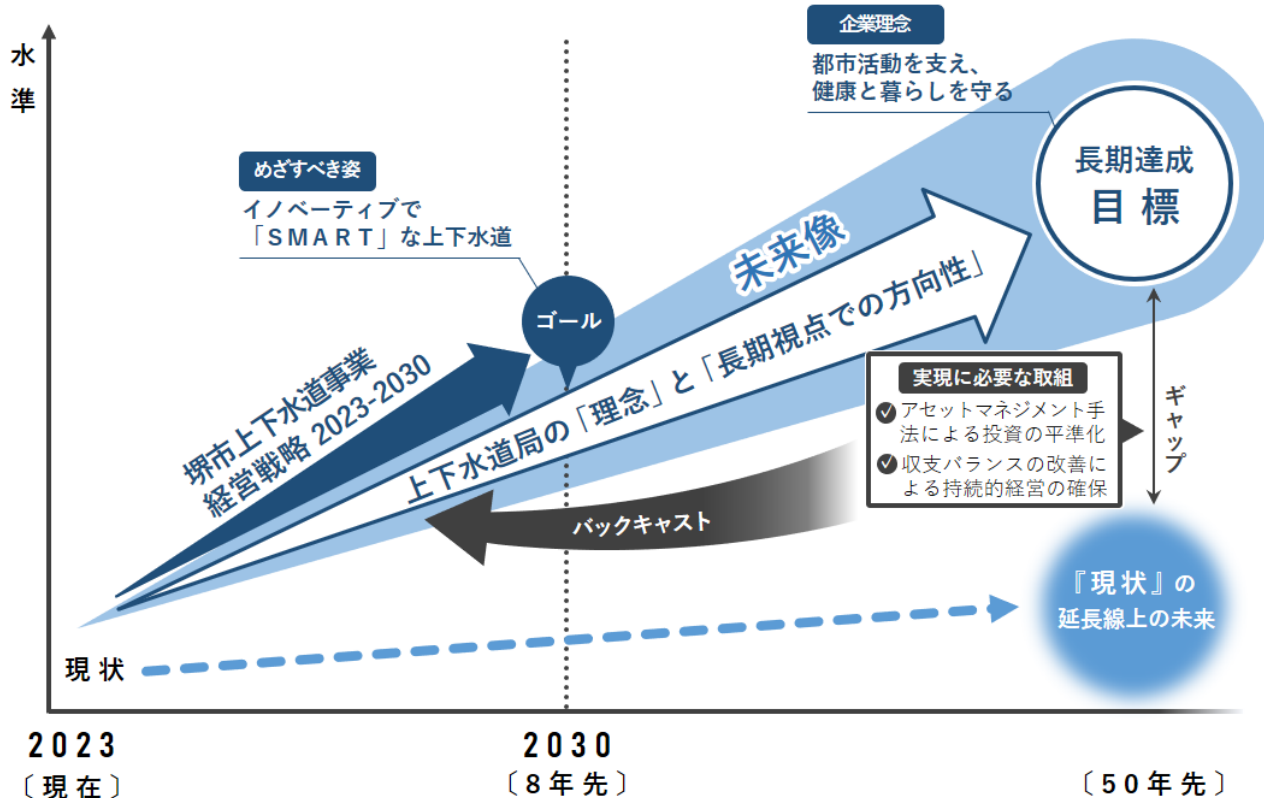 水
準
企業理念
都市活動を支え、
健康と暮らしを守る
長期達成
目標
めざすべき姿
イノベーティブで
「SMART」な上下水道
ゴール
未来像
堺市上下水道事業
経営戦略 2023-2030
上下水道局の「理念」と「長期視点での方向性」
実現に必要な取組
アセットマネジメント手
法による投資の平準化
収支バランスの改善に
よる持続的経営の確保
ギャップ
バックキャスト
『現状』の
延長線上の未来
現状
2023
〔現在〕
2030
〔8年先〕
〔50年先〕